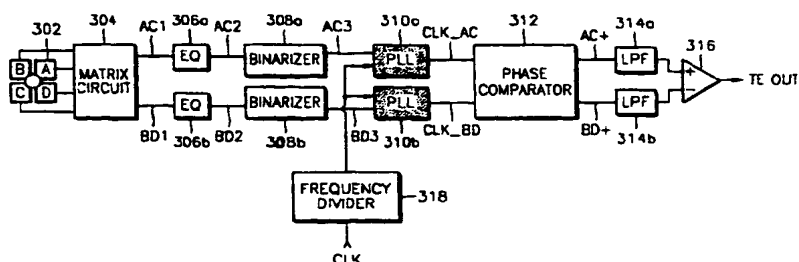 302 304 AC1 306a AC2 308a AC3 310a CLK_AC 312 AC+ 314a 316
B A C D
MATRIX CIRCUIT
EQ BINARIZER PLL
PHASE COMPARATOR
LPF
+
−
TE OUT
EQ BINARIZER PLL
LPF
BD1 306b BD2 308b BD3 310b CLK_BD BD+ 314b
FREQUENCY DIVIDER
318
CLK